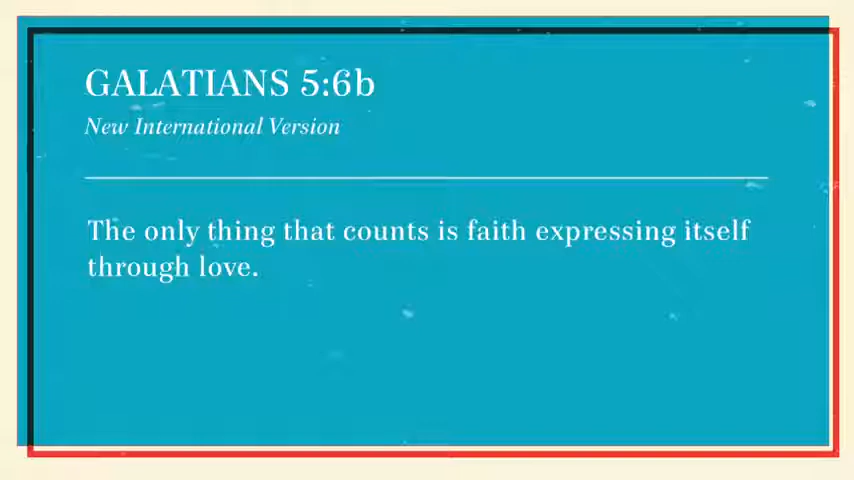 GALATIANS 5:6b
New International Version
The only thing that counts is faith expressing itself
through love.